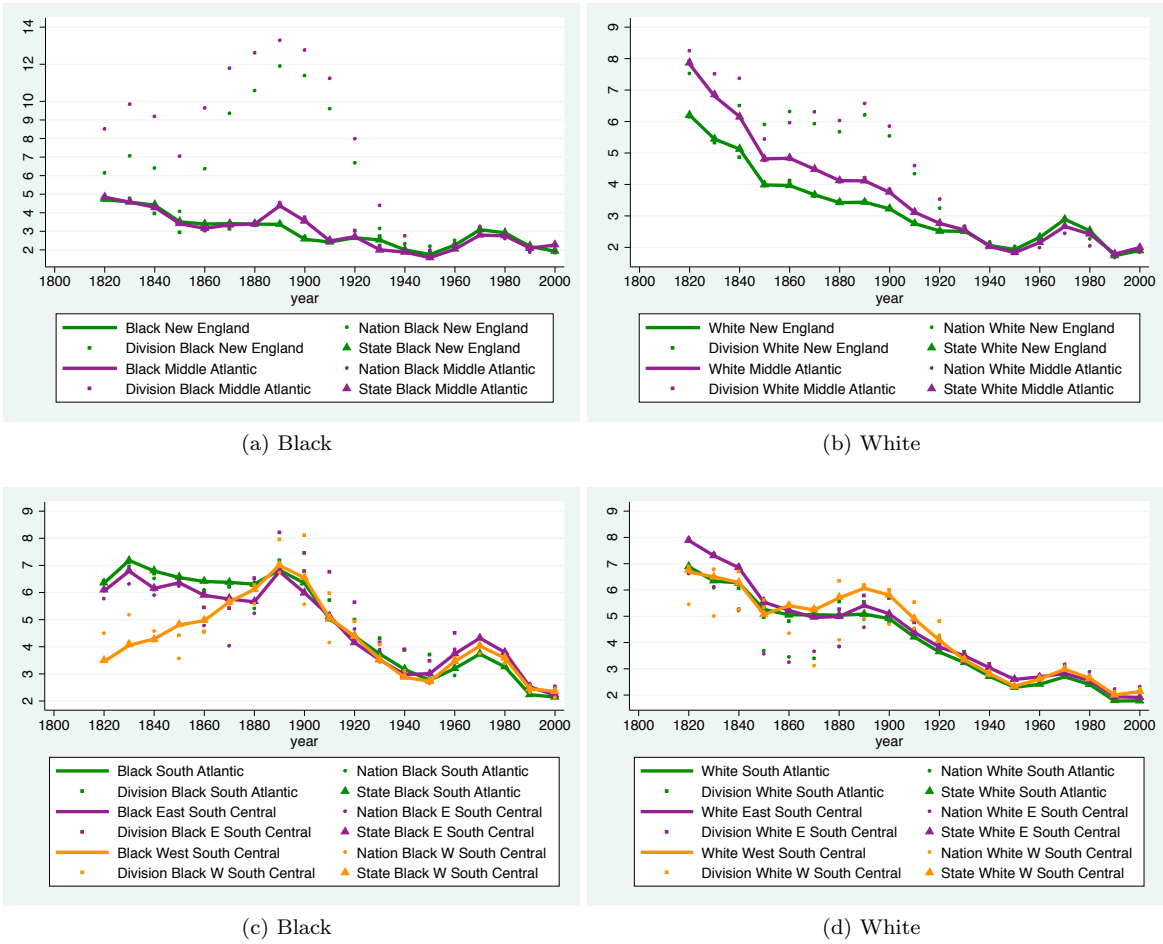 14
12
10
9
8
7
6
5
4
3
2
1800 1820 1840 1860 1880 1900 1920 1940 1960 1980 2000
year
Black New England
Nation Black New England
Division Black New England
State Black New England
Black Middle Atlantic
Nation Black Middle Atlantic
Division Black Middle Atlantic
State Black Middle Atlantic
(a) Black
9
8
7
6
5
4
3
2
1800 1820 1840 1860 1880 1900 1920 1940 1960 1980 2000
year
White New England
Nation White New England
Division White New England
State White New England
White Middle Atlantic
Nation White Middle Atlantic
Division White Middle Atlantic
State White Middle Atlantic
(b) White
9
8
7
6
5
4
3
2
1800 1820 1840 1860 1880 1900 1920 1940 1960 1980 2000
year
Black South Atlantic
Nation Black South Atlantic
Division Black South Atlantic
State Black South Atlantic
Black East South Central
Nation Black E South Central
Division Black E South Central
State Black E South Central
Black West South Central
Nation Black W South Central
Division Black W South Central
State Black W South Central
(c) Black
9
8
7
6
5
4
3
2
1800 1820 1840 1860 1880 1900 1920 1940 1960 1980 2000
year
White South Atlantic
Nation White South Atlantic
Division White South Atlantic
State White South Atlantic
White East South Central
Nation White E South Central
Division White E South Central
State White E South Central
White West South Central
Nation White W South Central
Division White W South Central
State White W South Central
(d) White